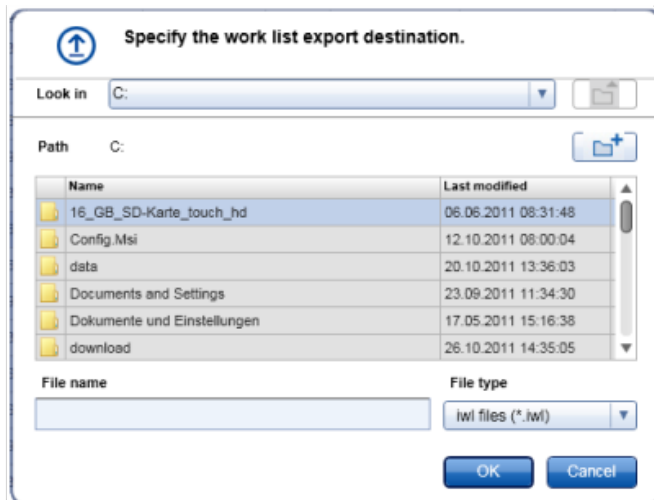 Specify the work list export destination.
Look in C:
Path C:
Name Last modified
16_GB_SD-Karte_touch_hd 06.06.2011 08:31:48
Config.Msi 12.10.2011 08:00:04
data 20.10.2011 13:36:03
Documents and Settings 23.09.2011 11:34:30
Dokumente und Einstellungen 17.05.2011 15:16:38
download 26.10.2011 14:35:05
File name File type
iwl files (*.iwl)
OK Cancel